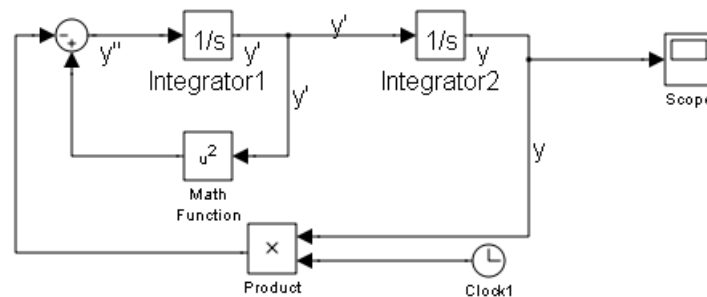 y"
1/s
y'
y'
1/s
y
Integrator1
Integrator2
Scope
y'
y
u²
Math
Function
×
Product
Clock1